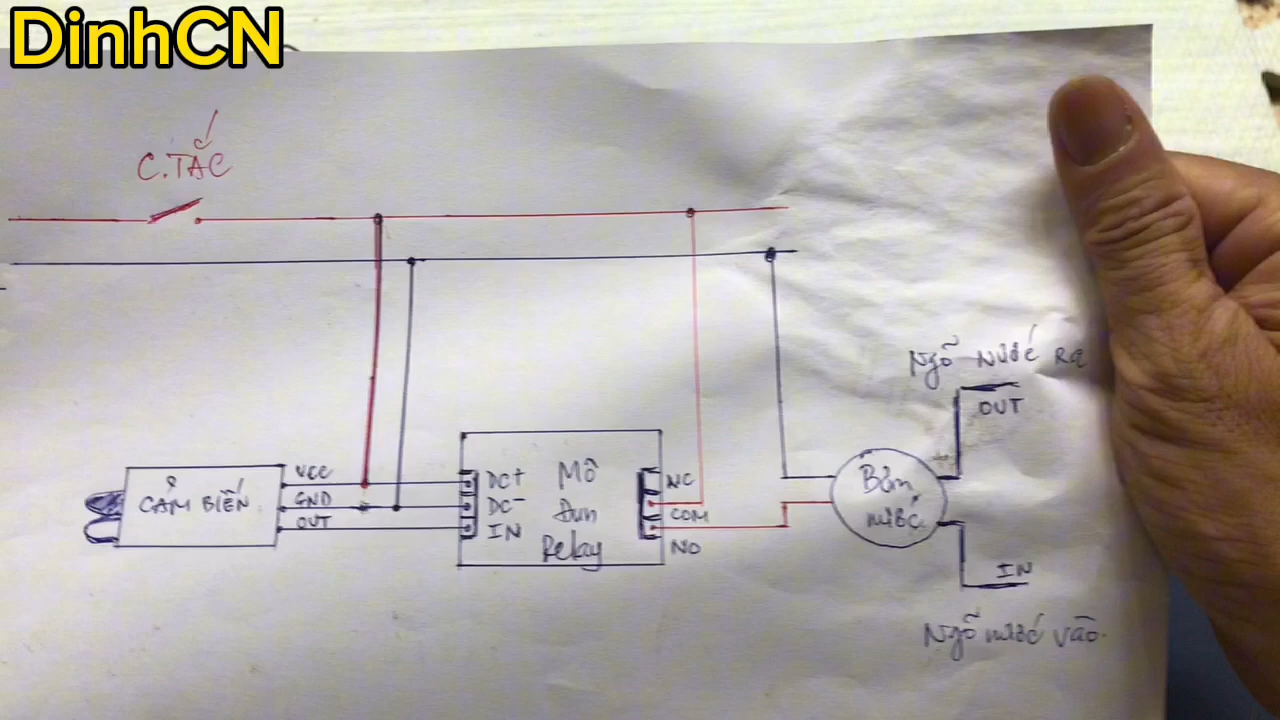 DinhCN
C.TẮC
NGÕ NƯỚC RA
OUT
VCC
GND
OUT
CẢM BIẾN
DC+
DC-
IN
MÔ
ĐUN
Relay
NC
COM
NO
Bơm
NƯỚC
IN
NGÕ NƯỚC VÀO.